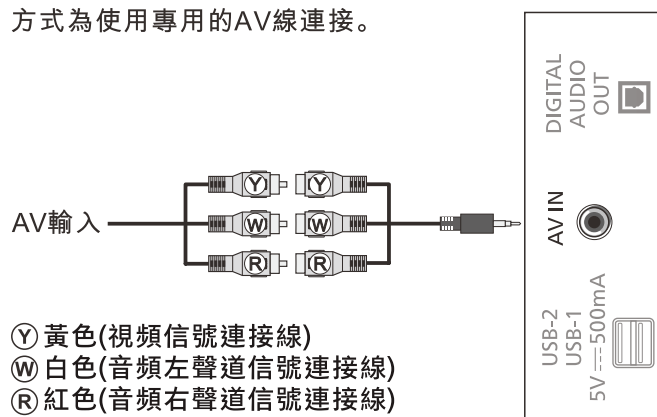 方式為使用專用的AV線連接。
DIGITAL
AUDIO
OUT
Y Y
AV輸入 W W
R R
AV IN
USB-2
USB-1
5V⎓500mA
Ⓨ黃色(視頻信號連接線)
Ⓦ白色(音頻左聲道信號連接線)
Ⓡ紅色(音頻右聲道信號連接線)